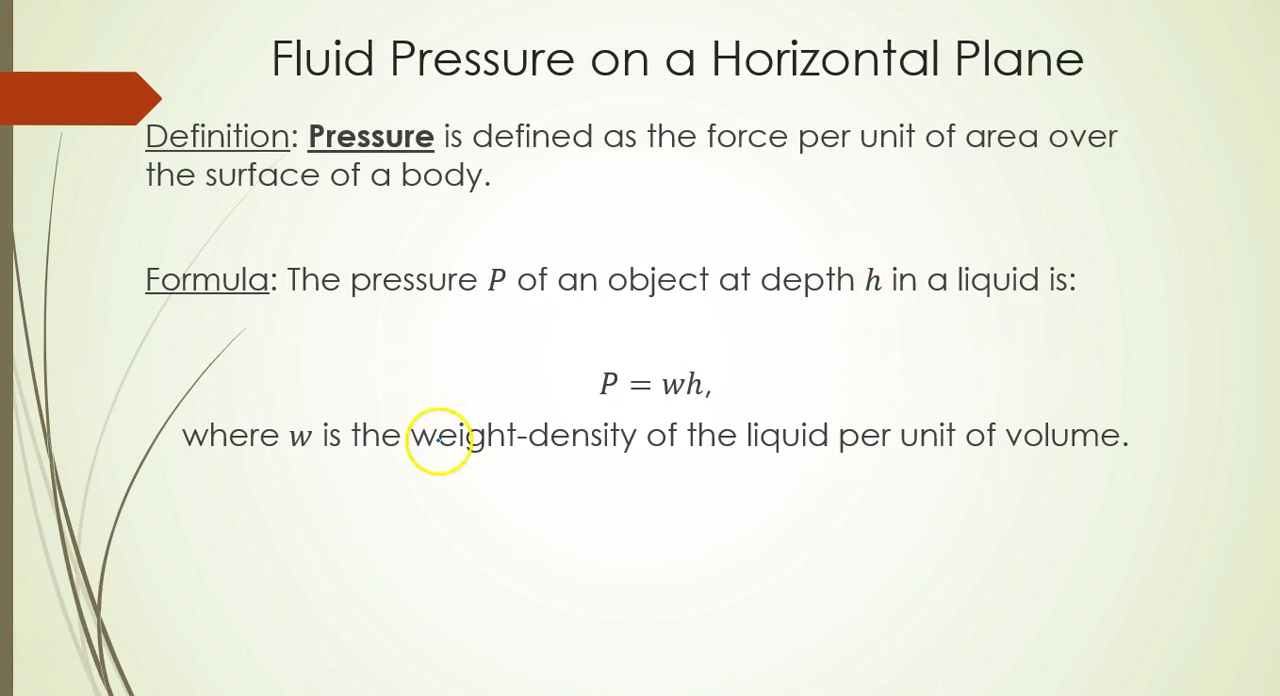 Fluid Pressure on a Horizontal Plane
Definition: Pressure is defined as the force per unit of area over
the surface of a body.
Formula: The pressure P of an object at depth h in a liquid is:
P = wh,
where w is the weight-density of the liquid per unit of volume.